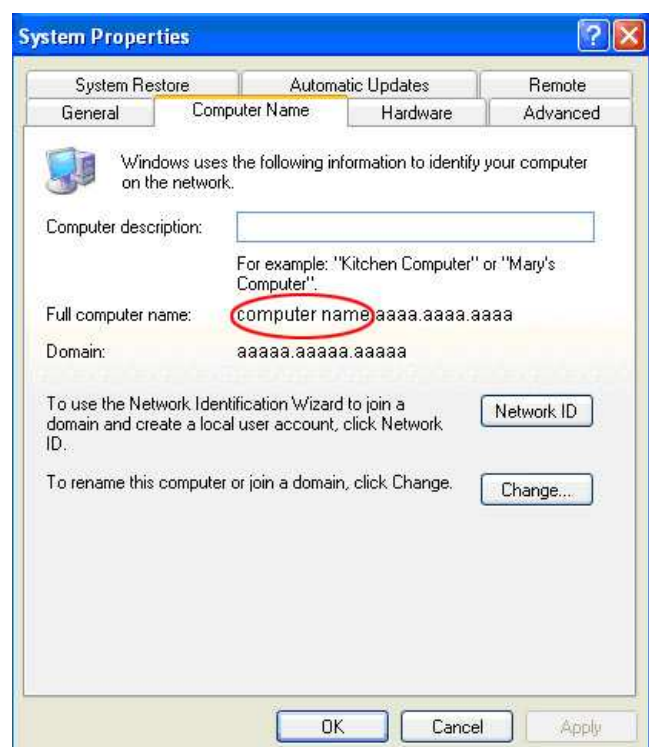 System Properties
System Restore
Automatic Updates
Remote
General
Computer Name
Hardware
Advanced
Windows uses the following information to identify your computer
on the network.
Computer description:
For example: "Kitchen Computer" or "Mary's
Computer".
Full computer name: computer name aaaa.aaaa.aaaa
Domain: aaaaa.aaaaa.aaaaa
To use the Network Identification Wizard to join a
domain and create a local user account, click Network
ID.
Network ID
To rename this computer or join a domain, click Change.
Change...
OK
Cancel
Apply